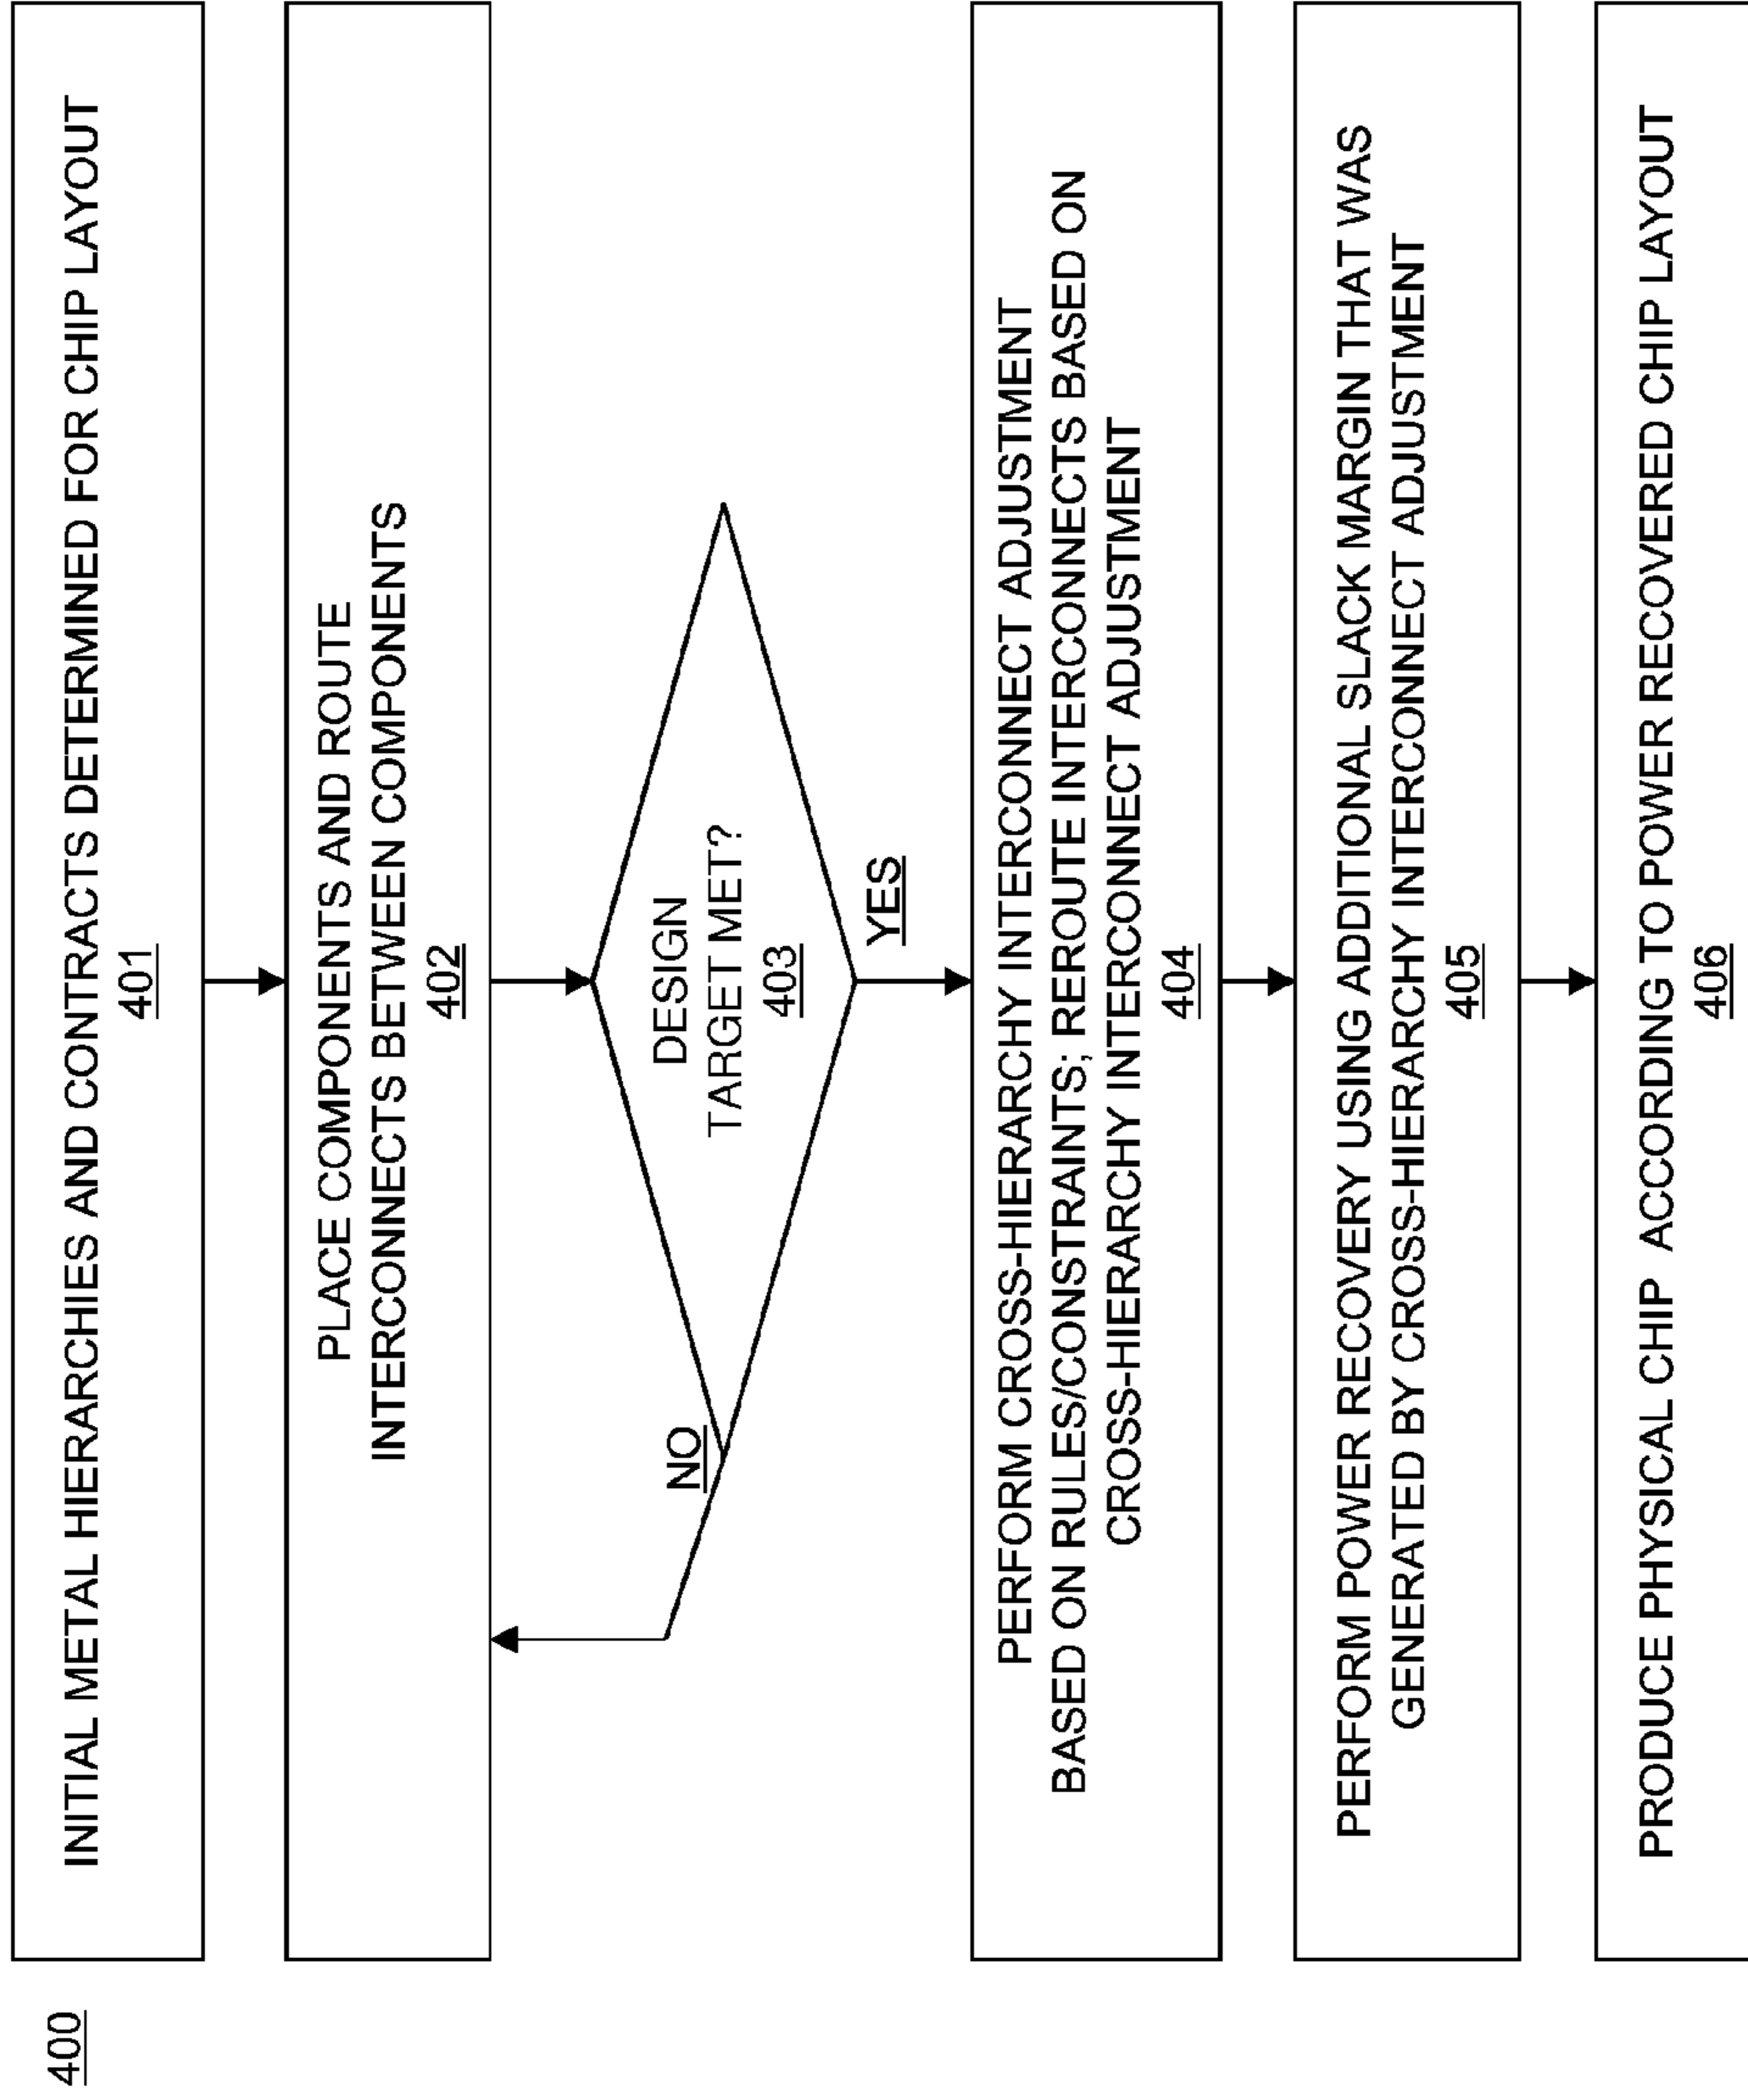 400
INITIAL METAL HIERARCHIES AND CONTRACTS DETERMINED FOR CHIP LAYOUT
401
PLACE COMPONENTS AND ROUTE
INTERCONNECTS BETWEEN COMPONENTS
402
DESIGN
TARGET MET?
403
NO
YES
PERFORM CROSS-HIERARCHY INTERCONNECT ADJUSTMENT
BASED ON RULES/CONSTRAINTS; REROUTE INTERCONNECTS BASED ON
CROSS-HIERARCHY INTERCONNECT ADJUSTMENT
404
PERFORM POWER RECOVERY USING ADDITIONAL SLACK MARGIN THAT WAS
GENERATED BY CROSS-HIERARCHY INTERCONNECT ADJUSTMENT
405
PRODUCE PHYSICAL CHIP ACCORDING TO POWER RECOVERED CHIP LAYOUT
406